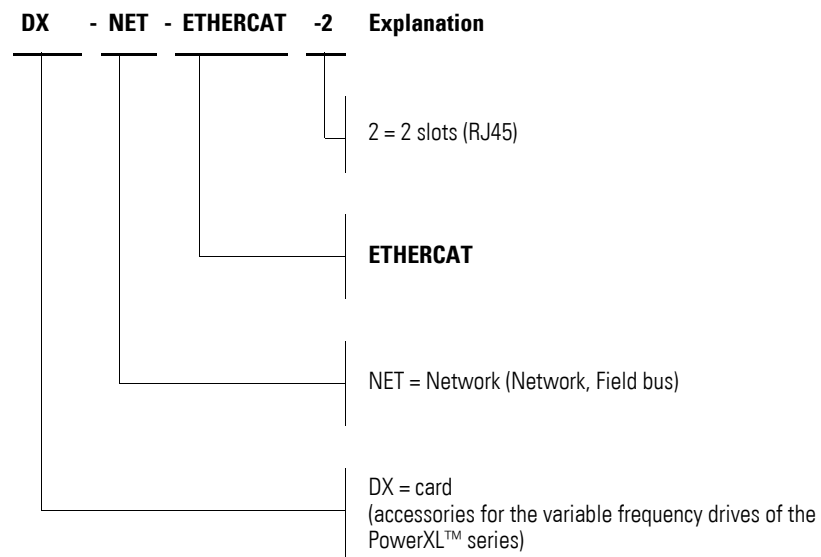 DX - NET - ETHERCAT -2 Explanation
2 = 2 slots (RJ45)
ETHERCAT
NET = Network (Network, Field bus)
DX = card
(accessories for the variable frequency drives of the
PowerXL™ series)